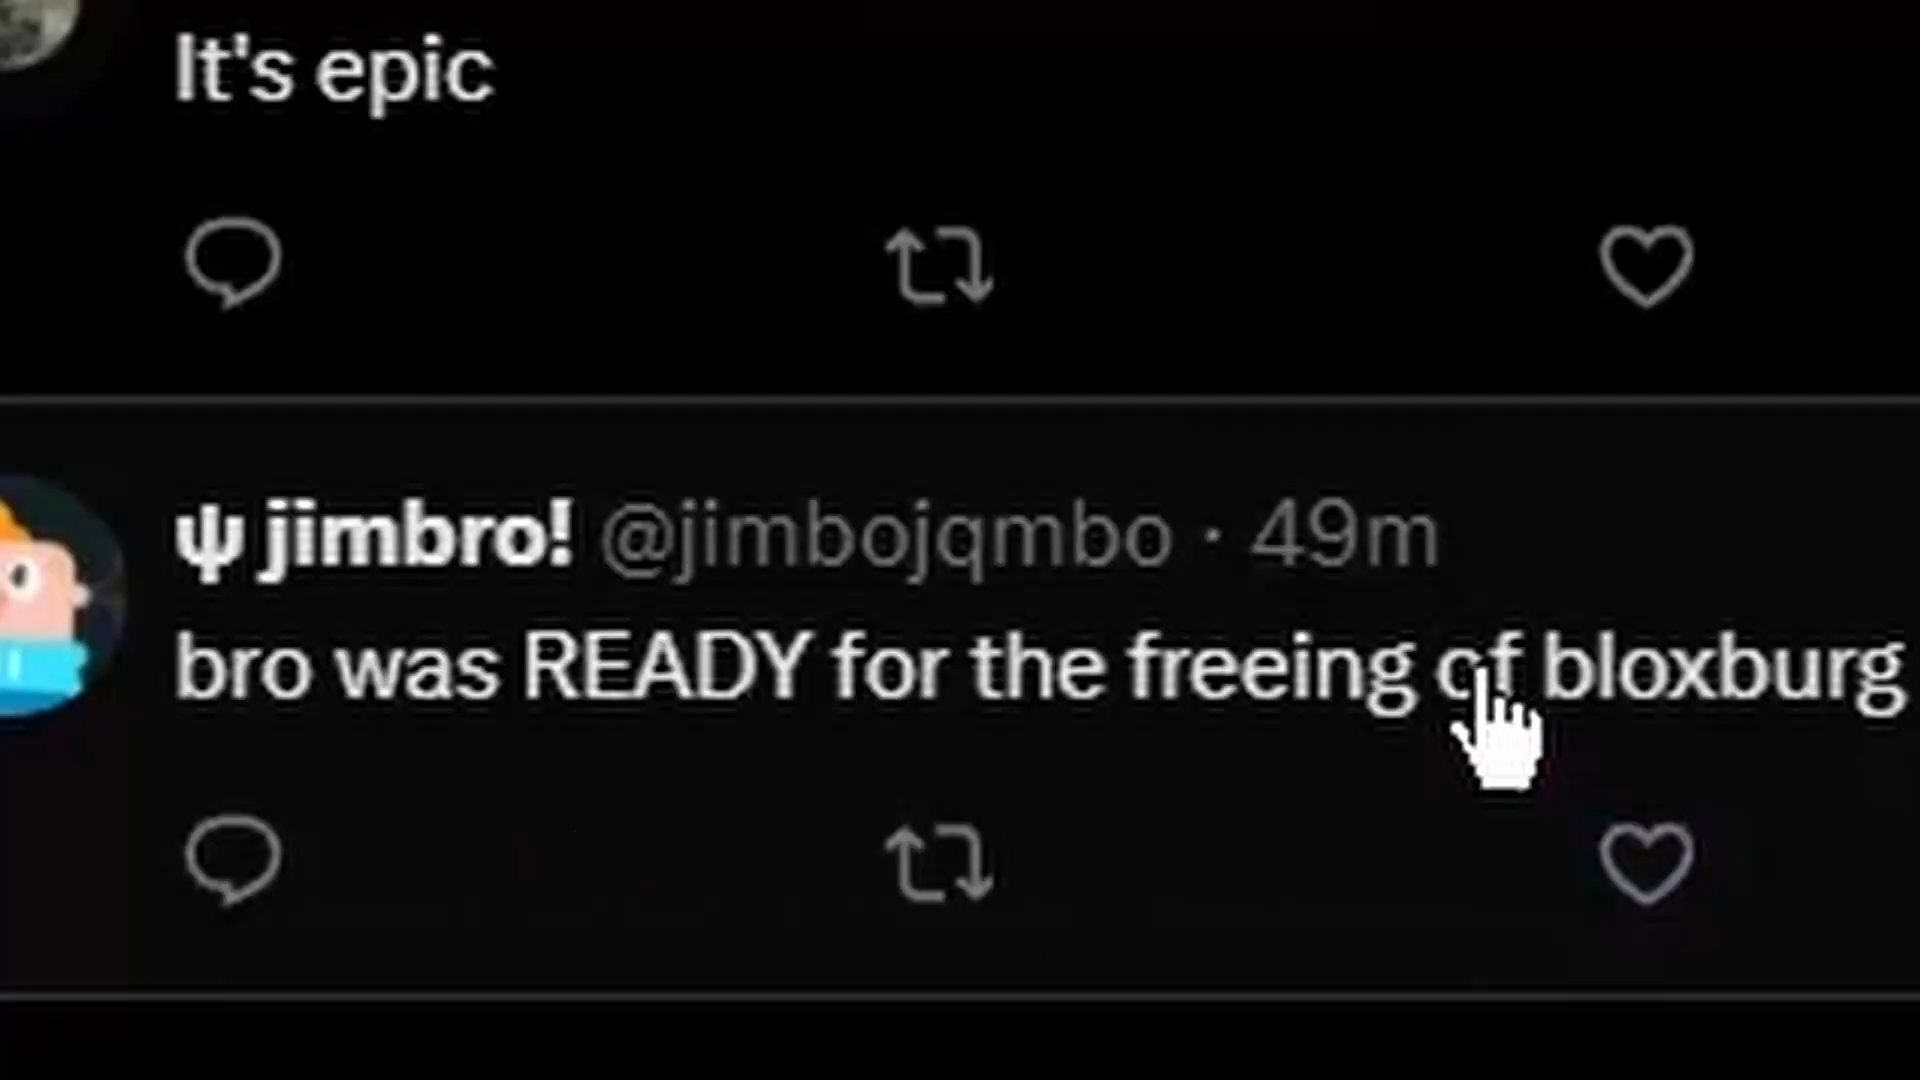 It's epic
ψ jimbro! @jimbojqmbo · 49m
bro was READY for the freeing of bloxburg